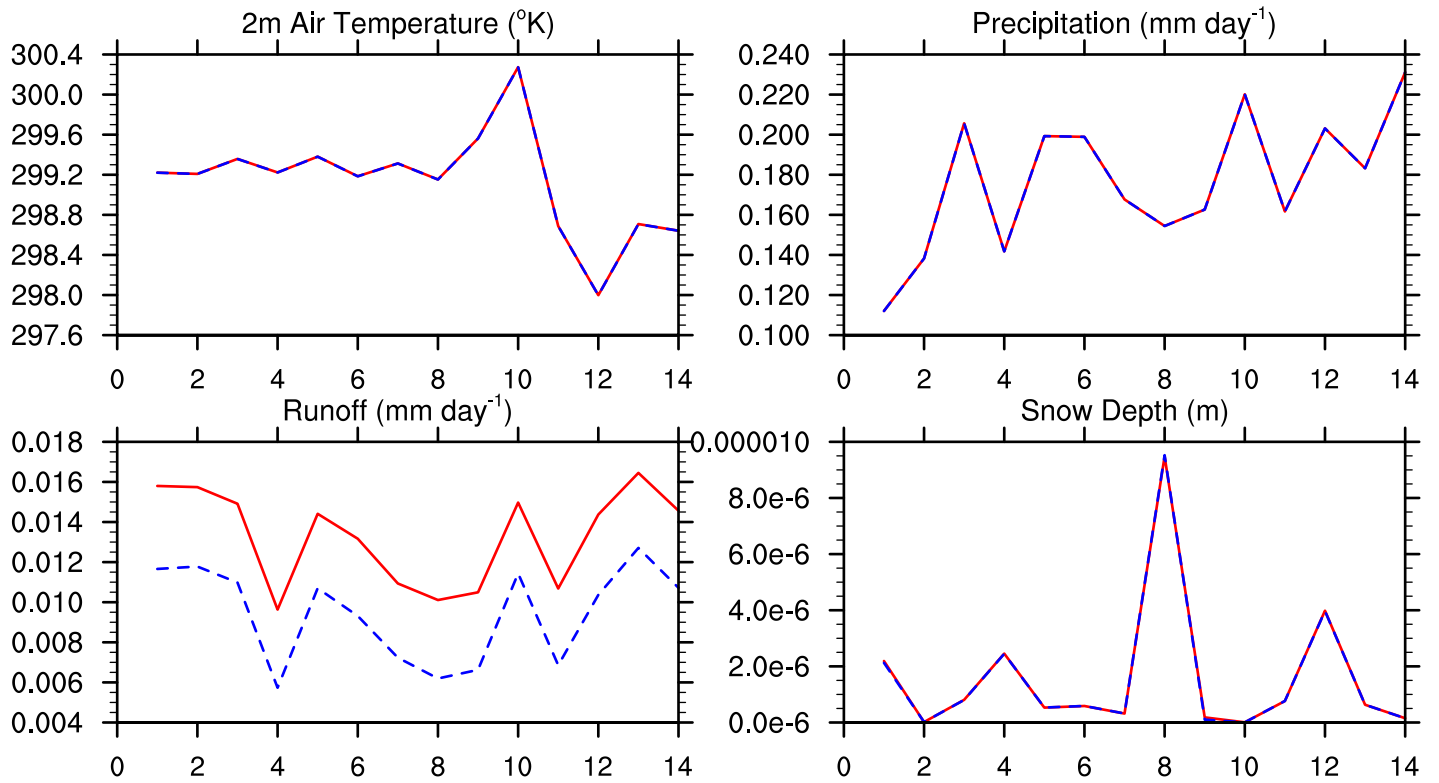 2m Air Temperature (°K)
300.4
300.0
299.6
299.2
298.8
298.4
298.0
297.6
0 2 4 6 8 10 12 14
Precipitation (mm day⁻¹)
0.240
0.220
0.200
0.180
0.160
0.140
0.120
0.100
0 2 4 6 8 10 12 14
Runoff (mm day⁻¹)
0.018
0.016
0.014
0.012
0.010
0.008
0.006
0.004
0 2 4 6 8 10 12 14
Snow Depth (m)
0.000010
8.0e-6
6.0e-6
4.0e-6
2.0e-6
0.0e-6
0 2 4 6 8 10 12 14